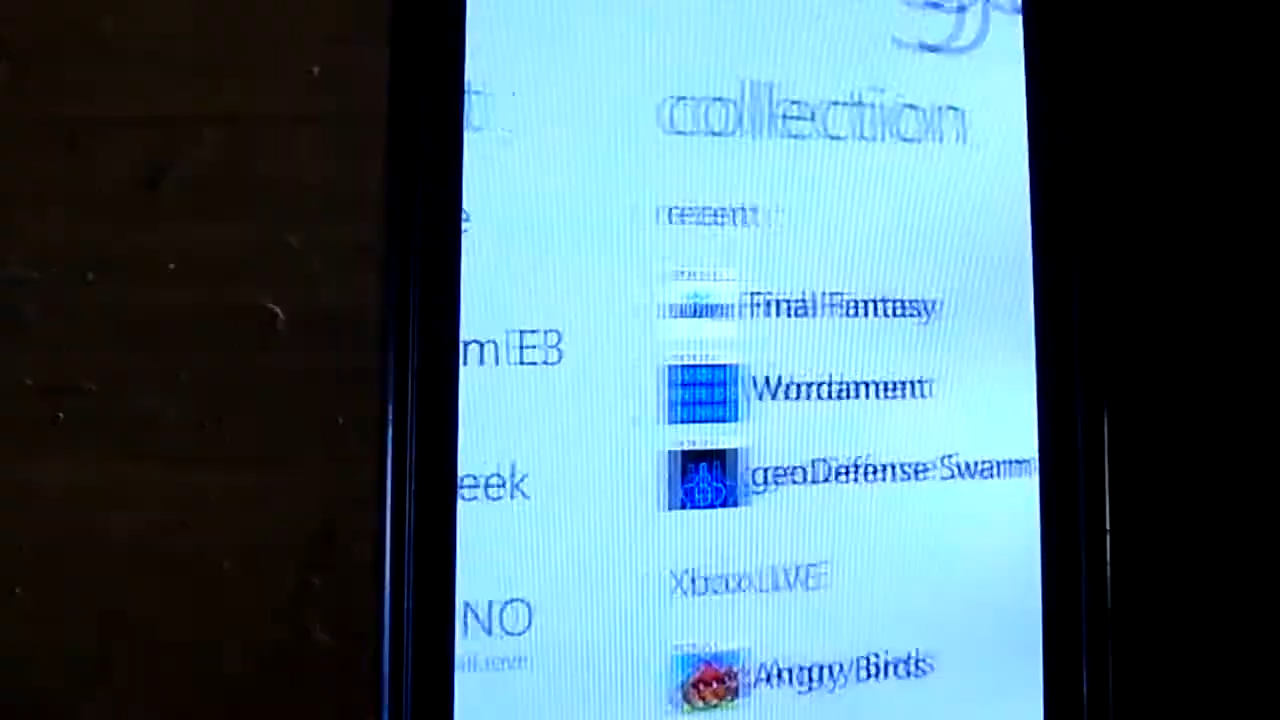 collection
recent
m E3
Final Fantasy
Wordament
eek
geoDefense Swarm
Xbox LIVE
NO
Angry Birds